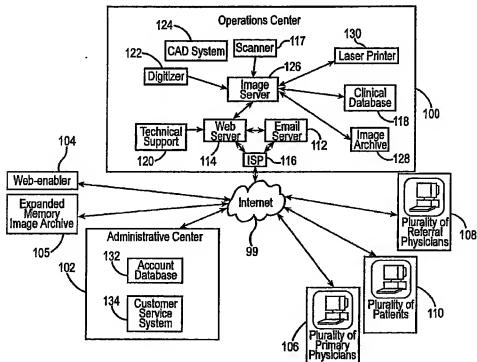 Operations Center
124
CAD System
Scanner
117
130
Laser Printer
122
Digitizer
126
Image
Server
Clinical
Database
118
100
Technical
Support
120
Web
Server
114
Email
Server
112
Image
Archive
128
ISP
116
104
Web-enabler
Expanded
Memory
Image Archive
105
Internet
99
Plurality of
Referral
Physicians
108
Administrative Center
102
132
Account
Database
134
Customer
Service
System
Plurality of
Patients
110
106
Plurality of
Primary
Physicians